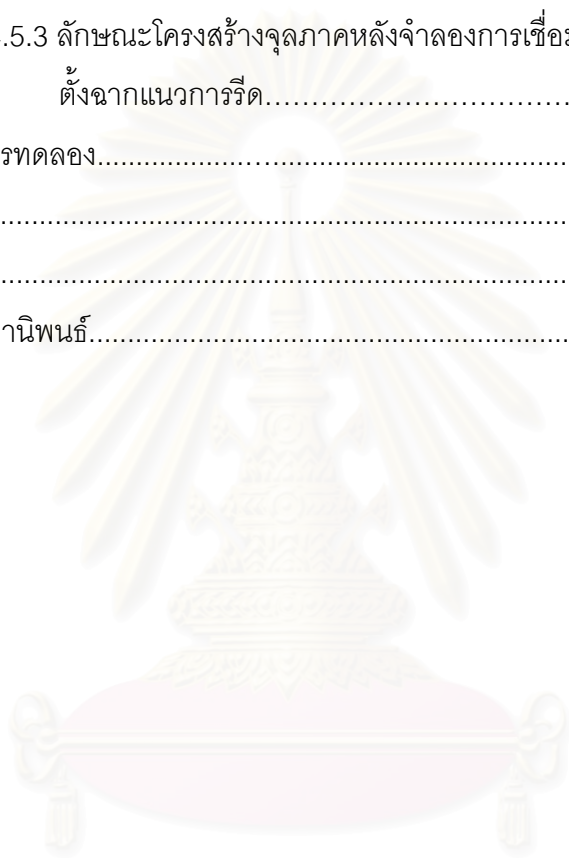 .5.3 ลักษณะโครงสร้างจุลภาคหลังจำลองการเชื่อ
ตั้งฉากแนวการรีด……………………………
รทดลอง..................…......................................
..........................................................................
..........................................................................
านิพนธ์..............................................................